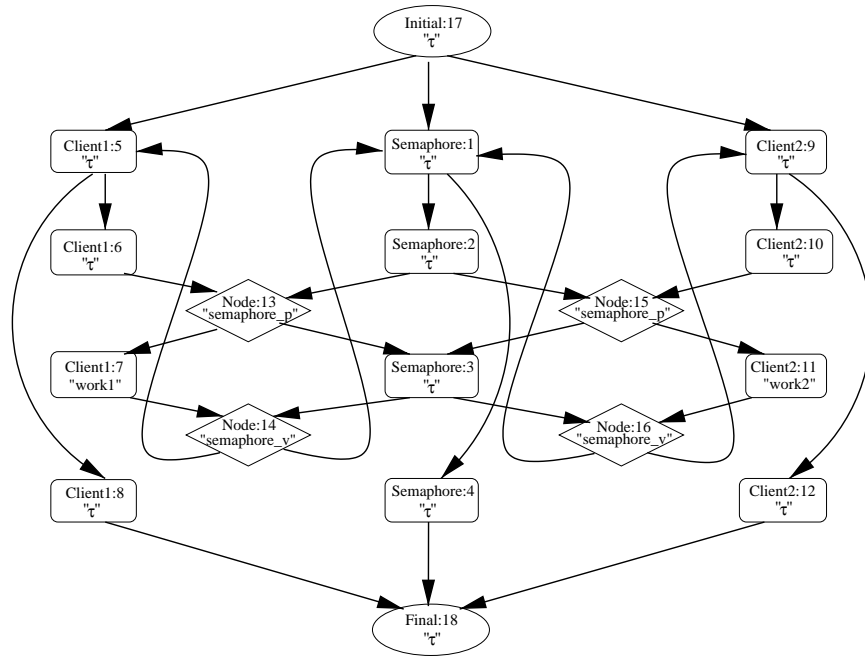 Initial:17
"τ"
Client1:5
"τ"
Semaphore:1
"τ"
Client2:9
"τ"
Client1:6
"τ"
Semaphore:2
"τ"
Client2:10
"τ"
Node:13
"semaphore_p"
Node:15
"semaphore_p"
Client1:7
"work1"
Semaphore:3
"τ"
Client2:11
"work2"
Node:14
"semaphore_v"
Node:16
"semaphore_v"
Client1:8
"τ"
Semaphore:4
"τ"
Client2:12
"τ"
Final:18
"τ"